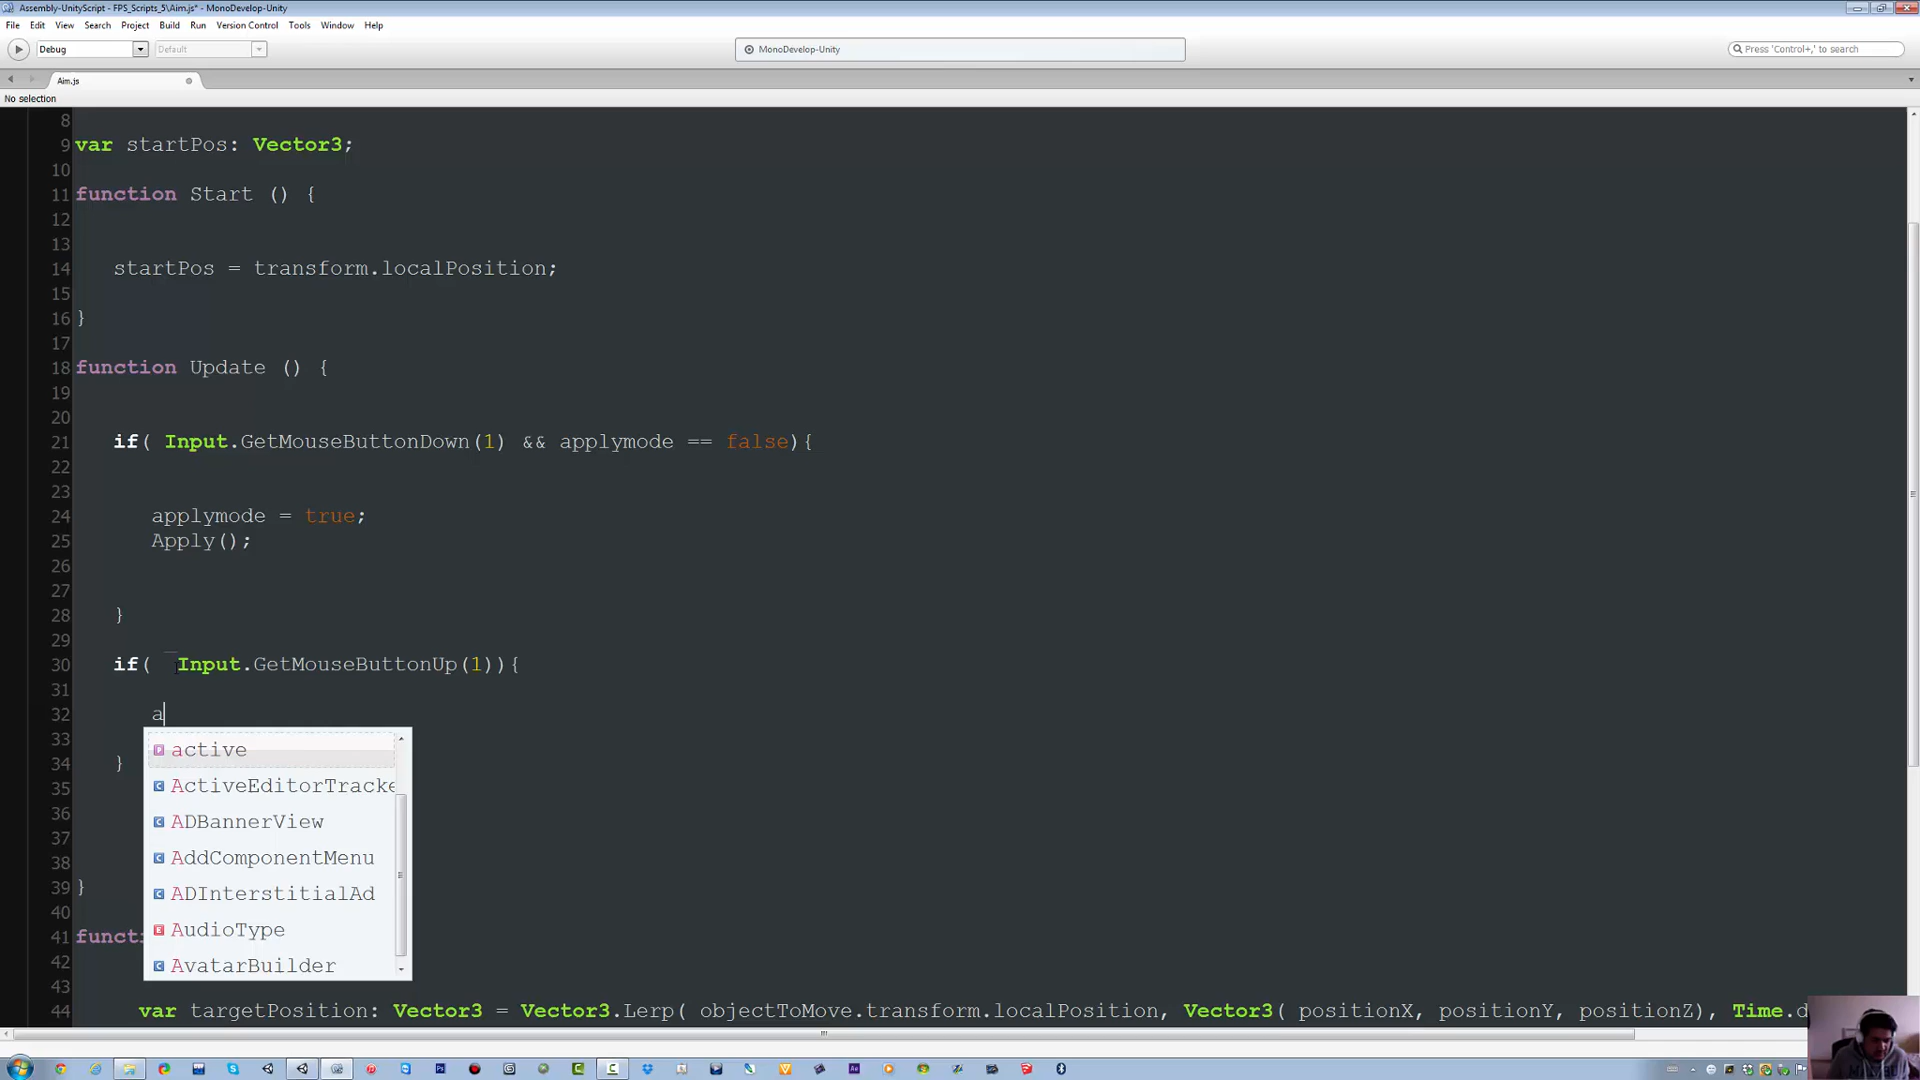 Assembly-UnityScript - FPS_Scripts_5\Aim.js* - MonoDevelop-Unity
File Edit View Search Project Build Run Version Control Tools Window Help
Debug Default MonoDevelop-Unity Press 'Control+,' to search
Aim.js
No selection
8
9 var startPos: Vector3;
10
11 function Start () {
12
13
14 startPos = transform.localPosition;
15
16 }
17
18 function Update () {
19
20
21 if( Input.GetMouseButtonDown(1) && applymode == false){
22
23
24 applymode = true;
25 Apply();
26
27
28 }
29
30 if( Input.GetMouseButtonUp(1)){
31
32 a
33 active
34 }
35 ActiveEditorTracke
36 ADBannerView
37
38 AddComponentMenu
39 } ADInterstitialAd
40
41 functi AudioType
42 AvatarBuilder
43
44 var targetPosition: Vector3 = Vector3.Lerp( objectToMove.transform.localPosition, Vector3( positionX, positionY, positionZ), Time.d